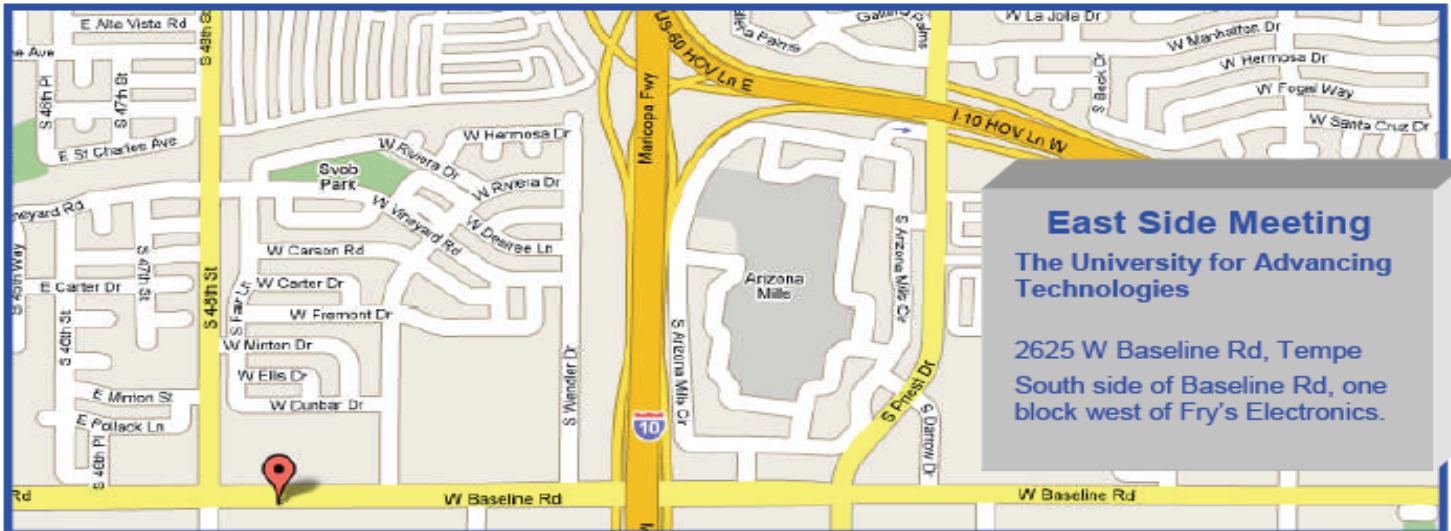 E Alta Vista Rd
S 48th St
S 48th Pl
S 47th St
E St Charles Ave
Svob
Park
W Riviera Dr
W Hermosa Dr
W Riviera Dr
W Vineyard Rd
W Desiree Ln
W Carson Rd
W Carter Dr
W Fremont Dr
S Fair Ln
W Minton Dr
W Ellis Dr
W Dunbar Dr
S 47th St
E Carter Dr
S 46th St
S 48th St
E Minton St
E Pollack Ln
S 46th Pl
Rd
W Baseline Rd
S Wendler Dr
Maricopa Fwy
US-60 HOV Ln E
I-10 HOV Ln W
10
Arizona
Mills
S Arizona Mills Cir
S Arizona Mills Cir
S Priest Dr
S Darrow Dr
W Baseline Rd
W La Jolla Dr
W Manhatton Dr
W Hermosa Dr
W Fogal Way
W Santa Cruz Dr
S Beck Dr
East Side Meeting
The University for Advancing
Technologies
2625 W Baseline Rd, Tempe
South side of Baseline Rd, one
block west of Fry's Electronics.